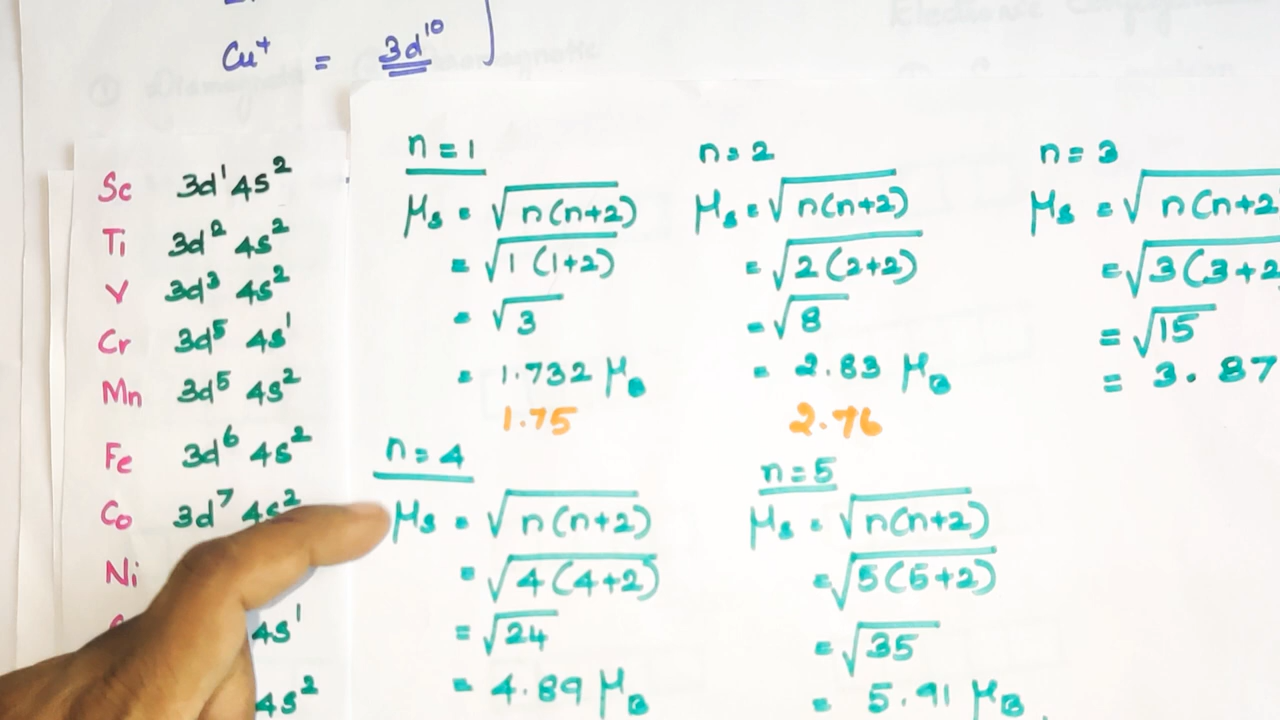 Cu⁺ = 3d¹⁰
Sc 3d¹ 4s²
Ti 3d² 4s²
V 3d³ 4s²
Cr 3d⁵ 4s¹
Mn 3d⁵ 4s²
Fe 3d⁶ 4s²
Co 3d⁷ 4s²
Ni
4s¹
4s²
n = 1
μs = √n(n+2)
= √1(1+2)
= √3
= 1.732 μB
1.75
n = 2
μs = √n(n+2)
= √2(2+2)
= √8
= 2.83 μB
2.76
n = 3
μs = √n(n+2
= √3(3+2
= √15
= 3.87
n = 4
μs = √n(n+2)
= √4(4+2)
= √24
= 4.89 μB
n = 5
μs = √n(n+2)
= √5(5+2)
= √35
= 5.91 μB